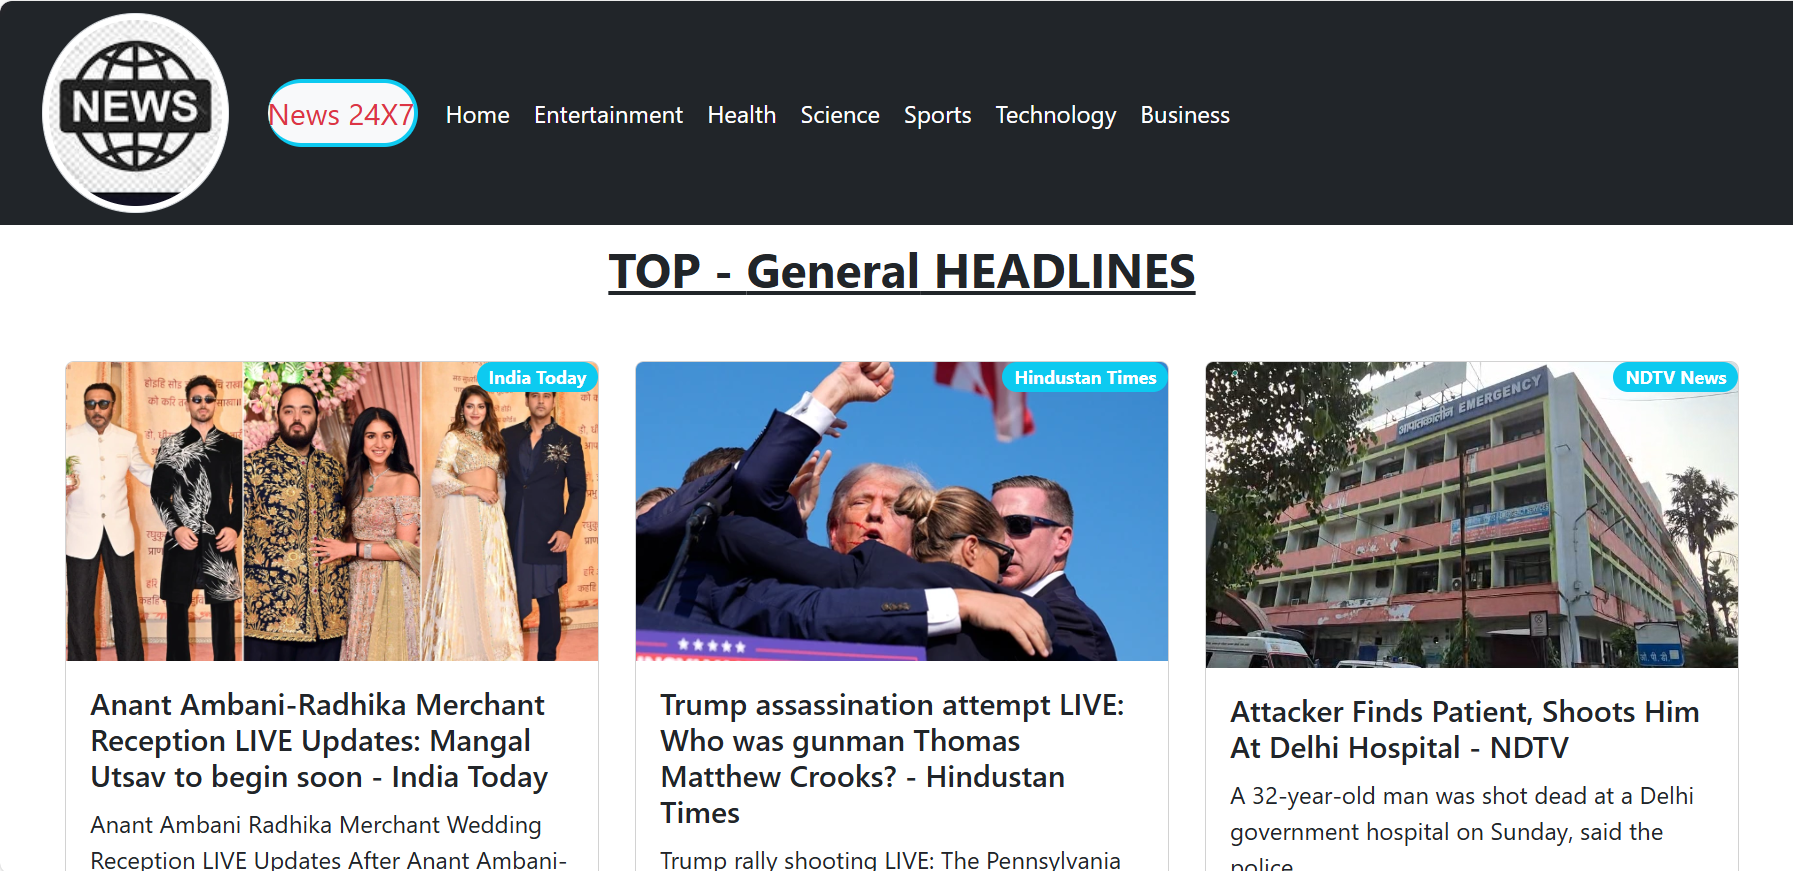 NEWS
News 24X7
Home Entertainment Health Science Sports Technology Business
TOP - General HEADLINES
India Today
Anant Ambani-Radhika Merchant
Reception LIVE Updates: Mangal
Utsav to begin soon - India Today
Anant Ambani Radhika Merchant Wedding
Reception LIVE Updates After Anant Ambani-
Hindustan Times
Trump assassination attempt LIVE:
Who was gunman Thomas
Matthew Crooks? - Hindustan
Times
Trump rally shooting LIVE: The Pennsylvania
NDTV News
आपातकालीन EMERGENCY
Attacker Finds Patient, Shoots Him
At Delhi Hospital - NDTV
A 32-year-old man was shot dead at a Delhi
government hospital on Sunday, said the
police